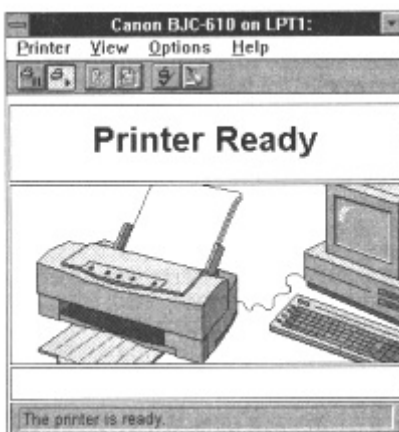 Canon BJC-610 on LPT1:
Printer View Options Help
Printer Ready
The printer is ready.